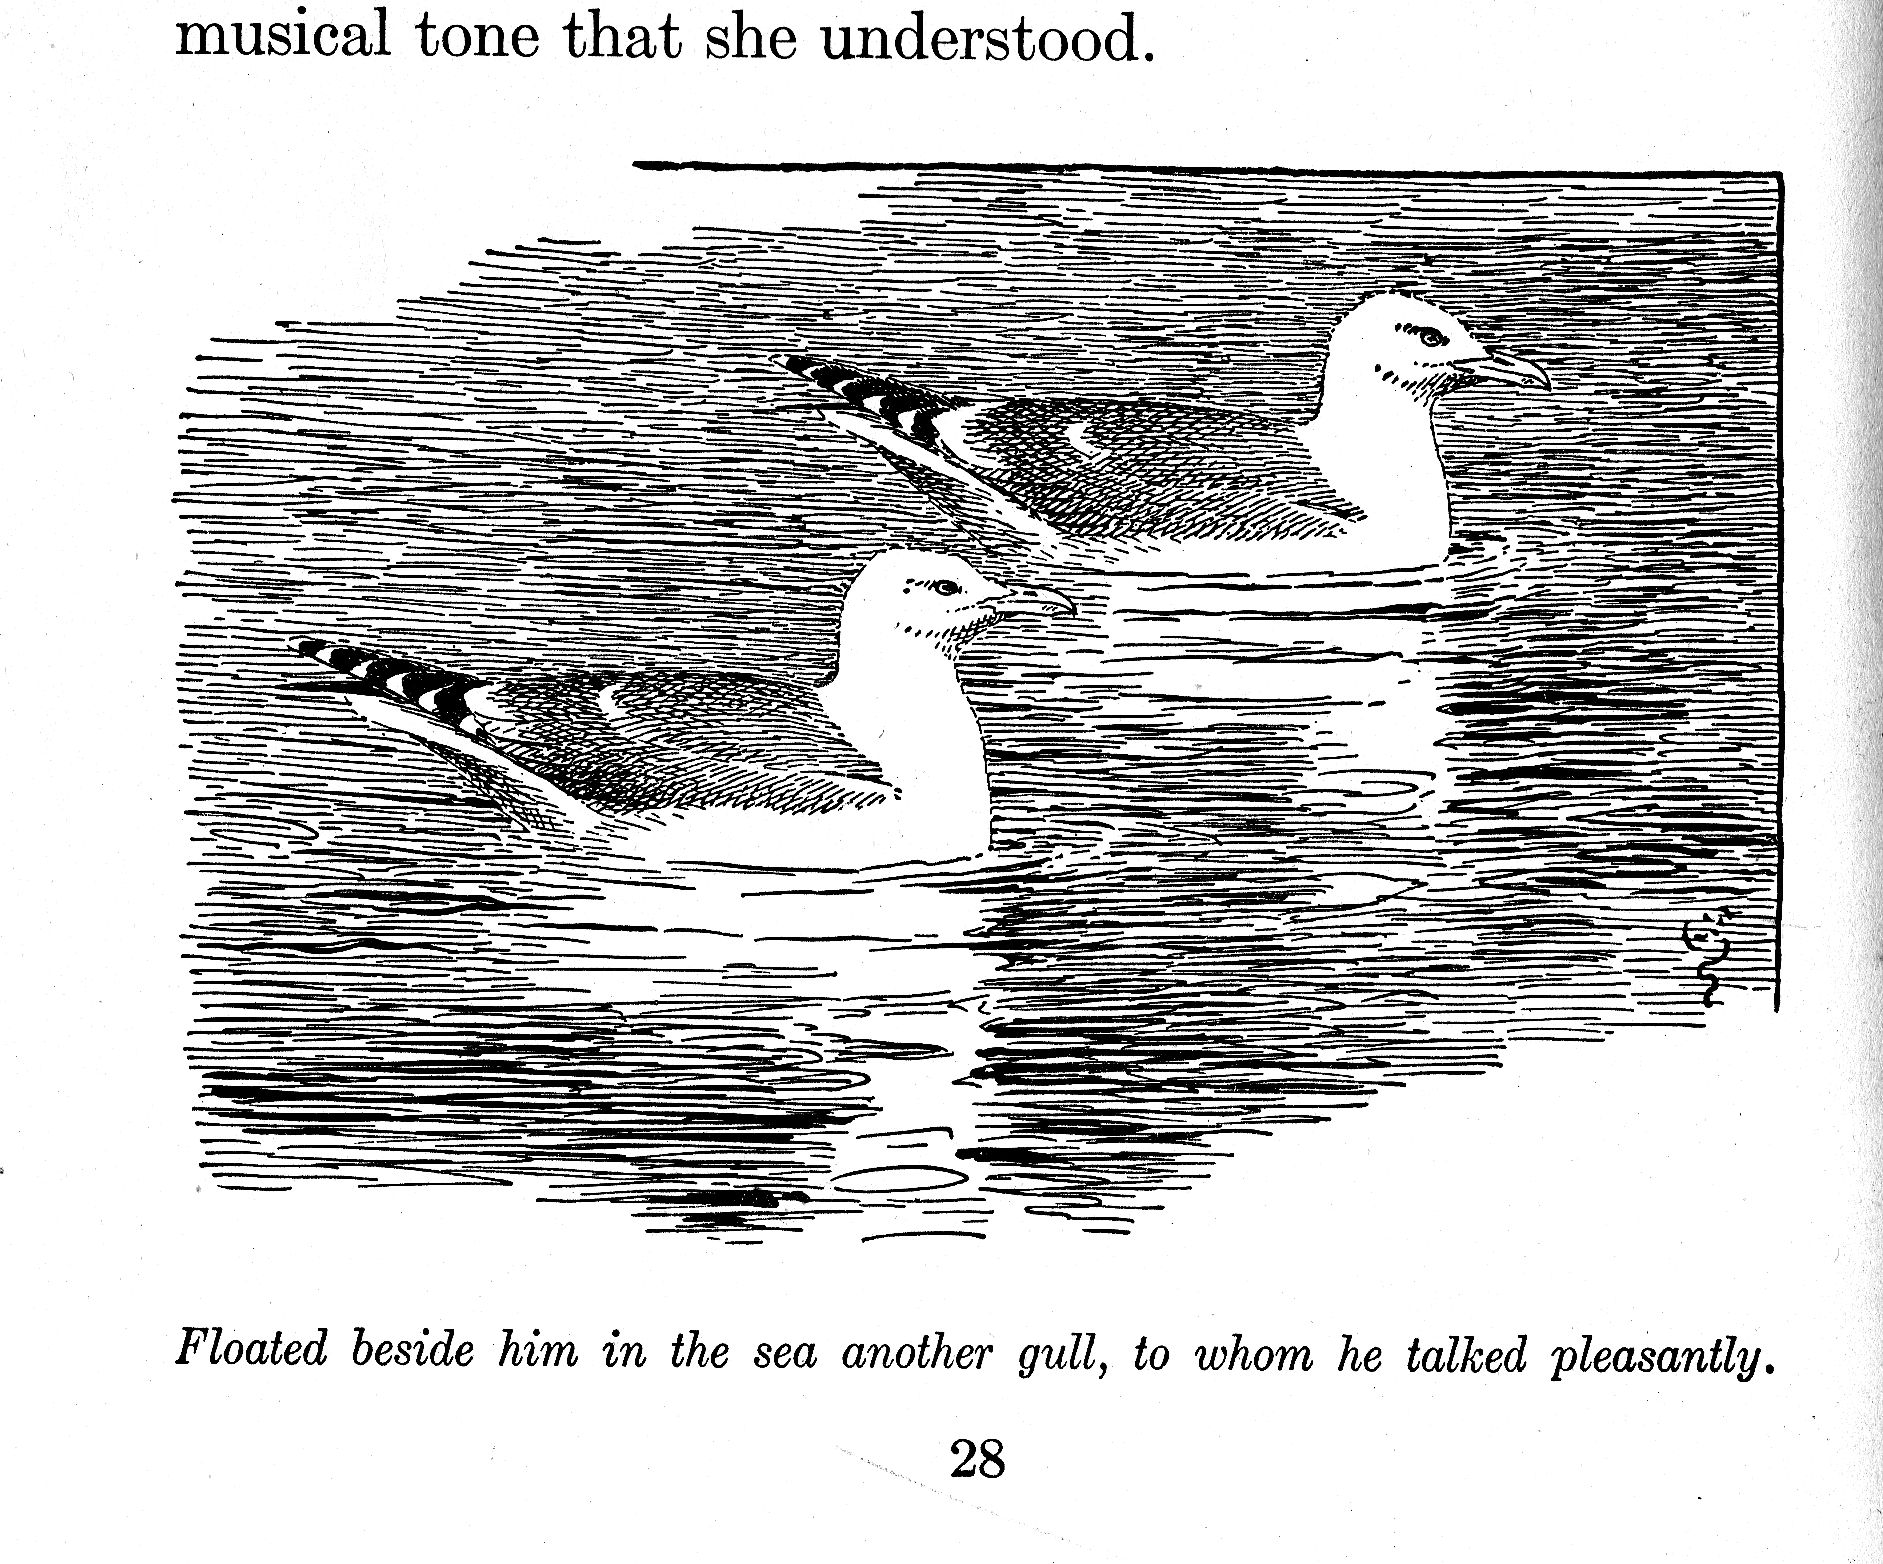 musical tone that she understood.
Floated beside him in the sea another gull, to whom he talked pleasantly.
28